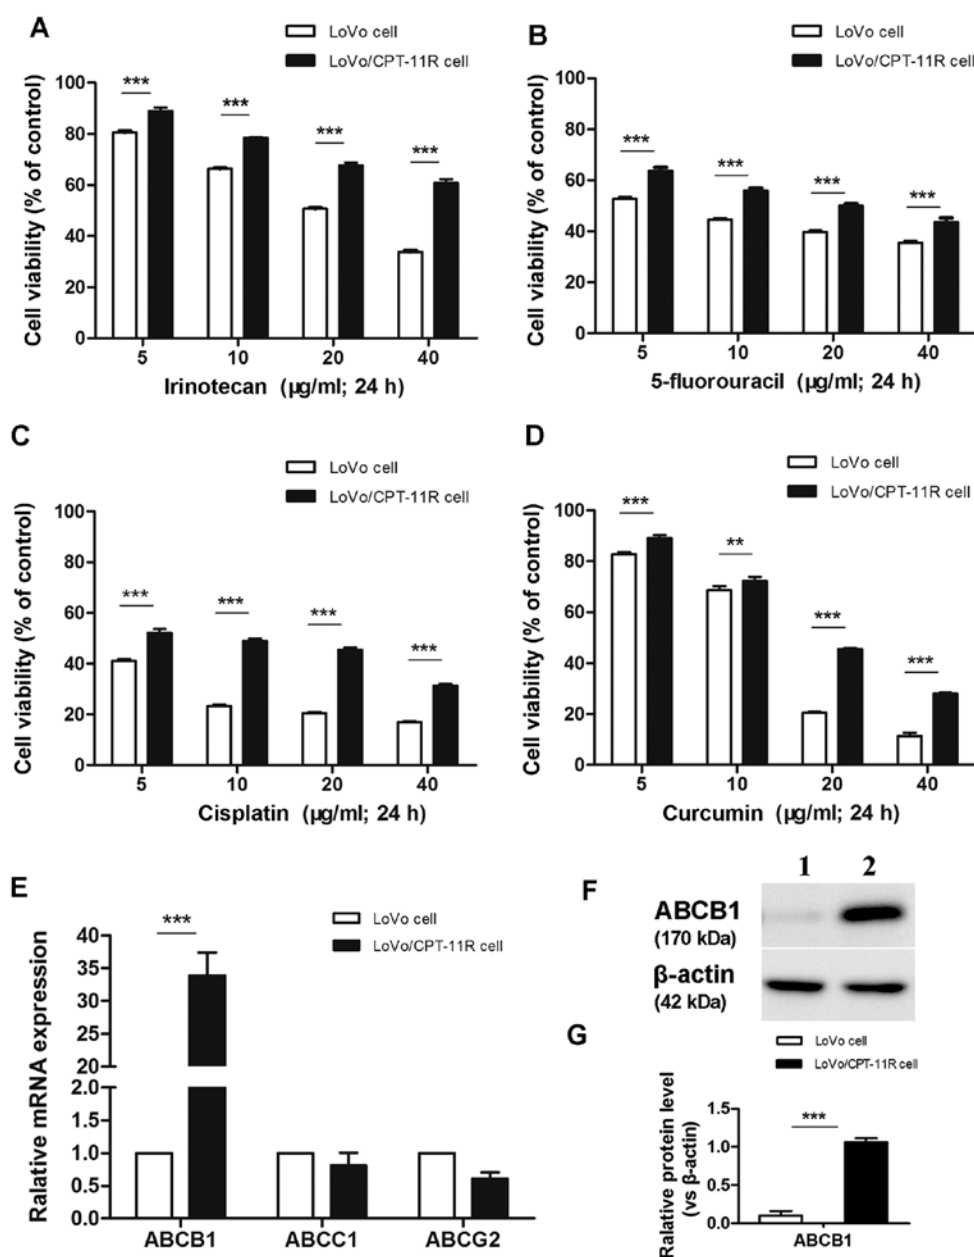 A
LoVo cell
LoVo/CPT-11R cell
Cell viability (% of control)
100
80
60
40
20
0
***
***
***
***
5 10 20 40
Irinotecan (µg/ml; 24 h)
B
LoVo cell
LoVo/CPT-11R cell
Cell viability (% of control)
100
80
60
40
20
0
***
***
***
***
5 10 20 40
5-fluorouracil (µg/ml; 24 h)
C
LoVo cell
LoVo/CPT-11R cell
Cell viability (% of control)
100
80
60
40
20
0
***
***
***
***
5 10 20 40
Cisplatin (µg/ml; 24 h)
D
LoVo cell
LoVo/CPT-11R cell
Cell viability (% of control)
100
80
60
40
20
0
***
**
***
***
5 10 20 40
Curcumin (µg/ml; 24 h)
E
LoVo cell
LoVo/CPT-11R cell
Ralative mRNA expression
40
35
30
25
20
2.0
1.5
1.0
0.5
0.0
***
ABCB1 ABCC1 ABCG2
F
1 2
ABCB1
(170 kDa)
β-actin
(42 kDa)
G
LoVo cell
LoVo/CPT-11R cell
Ralative protein level
(vs β-actin)
1.5
1.0
0.5
0.0
***
ABCB1